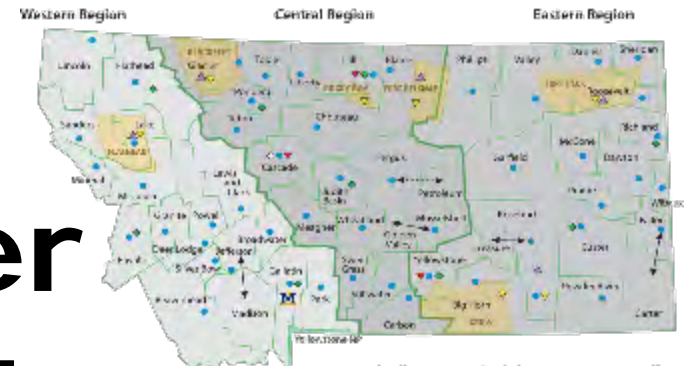 Western Region Central Region Eastern Region
Lincoln Flathead Glacier Toole Hill Blaine Phillips Valley Daniels Sheridan
Liberty
Pondera Roosevelt
Sanders Lake Teton Chouteau Richland
McCone Dawson
Mineral Cascade Fergus Garfield
Missoula Lewis
and
Clark
Judith
Basin
Petroleum Prairie
Granite Powell Meagher Wheatland Musselshell Rosebud
er
Golden
Valley
Broadwater
Deer Lodge Jefferson Treasure Custer
Ravalli Silver Bow
Gallatin Sweet
Grass
Yellowstone
Stillwater Big Horn Powder River
Beaverhead M Park
Madison Carbon CROW Carter
Yellowstone NP